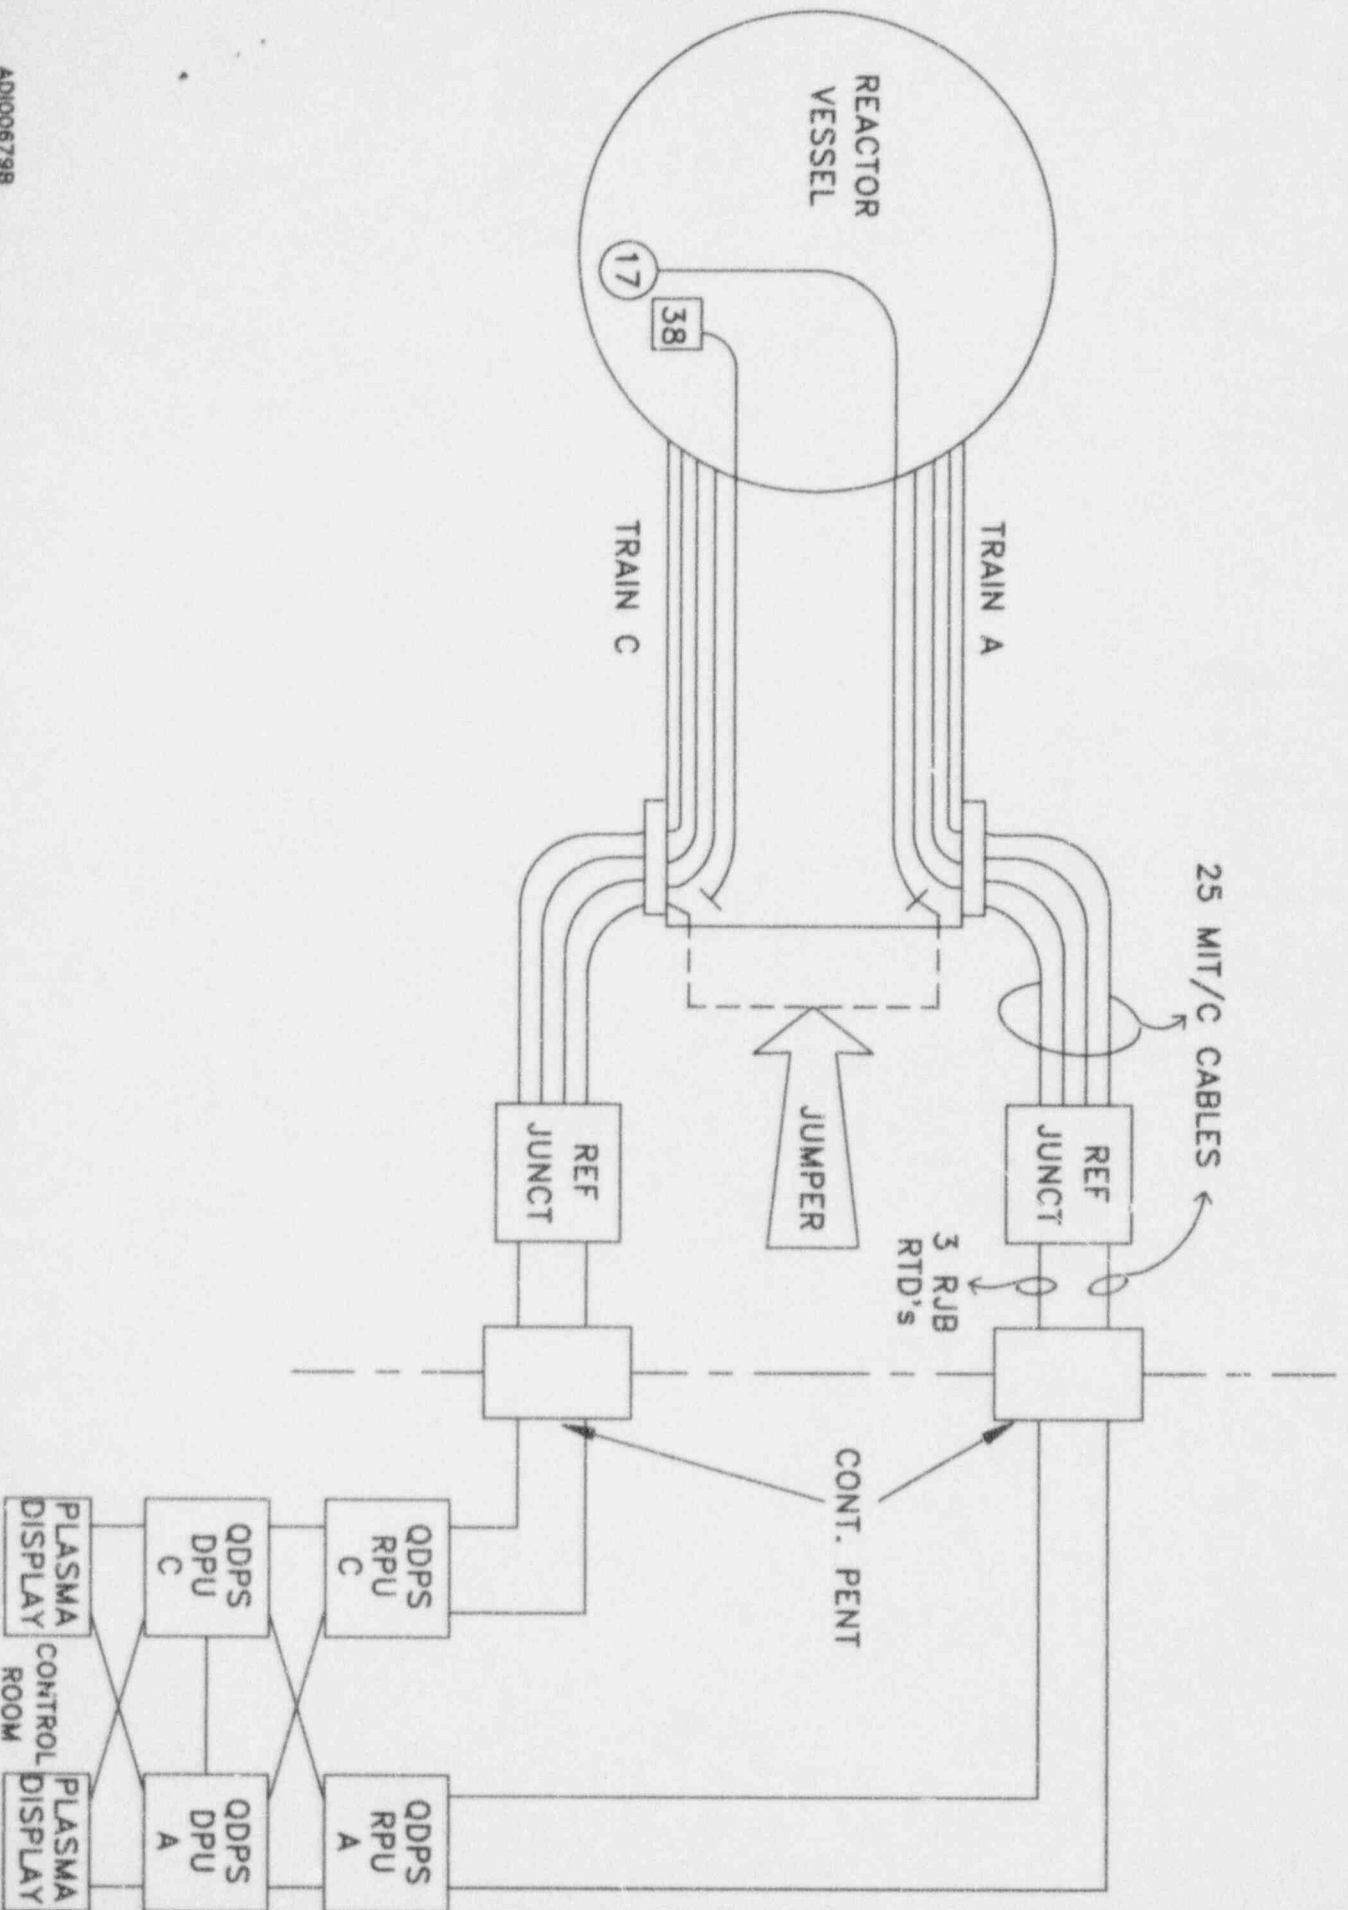 REACTOR
VESSEL
17
38
TRAIN A
TRAIN C
25 MIT/C CABLES
JUMPER
REF
JUNCT
REF
JUNCT
3 RJB
RTD's
CONT. PENT
QDPS
RPU
C
QDPS
RPU
A
QDPS
DPU
C
QDPS
DPU
A
PLASMA
DISPLAY
CONTROL
ROOM
PLASMA
DISPLAY
AD100679B